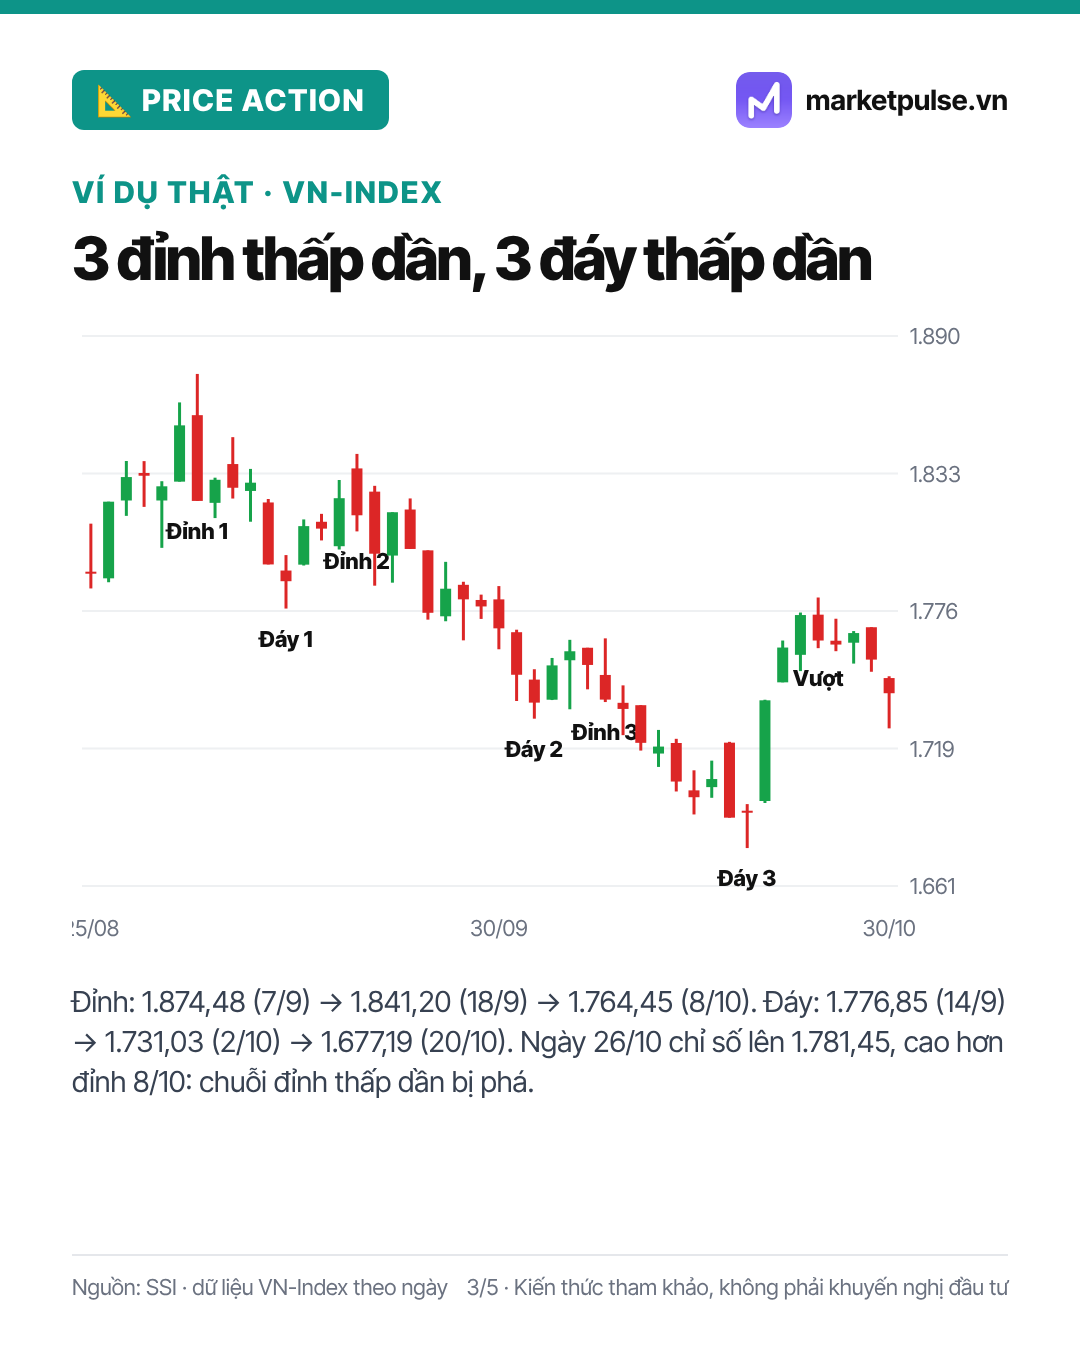 📐 PRICE ACTION
marketpulse.vn
VÍ DỤ THẬT · VN-INDEX
3 đỉnh thấp dần, 3 đáy thấp dần
1.890
1.833
Đỉnh 1
Đỉnh 2
1.776
Đáy 1
Vượt
Đỉnh 3
Đáy 2
1.719
Đáy 3
1.661
25/08
30/09
30/10
Đỉnh: 1.874,48 (7/9) → 1.841,20 (18/9) → 1.764,45 (8/10). Đáy: 1.776,85 (14/9)
→ 1.731,03 (2/10) → 1.677,19 (20/10). Ngày 26/10 chỉ số lên 1.781,45, cao hơn
đỉnh 8/10: chuỗi đỉnh thấp dần bị phá.
Nguồn: SSI · dữ liệu VN-Index theo ngày
3/5 · Kiến thức tham khảo, không phải khuyến nghị đầu tư